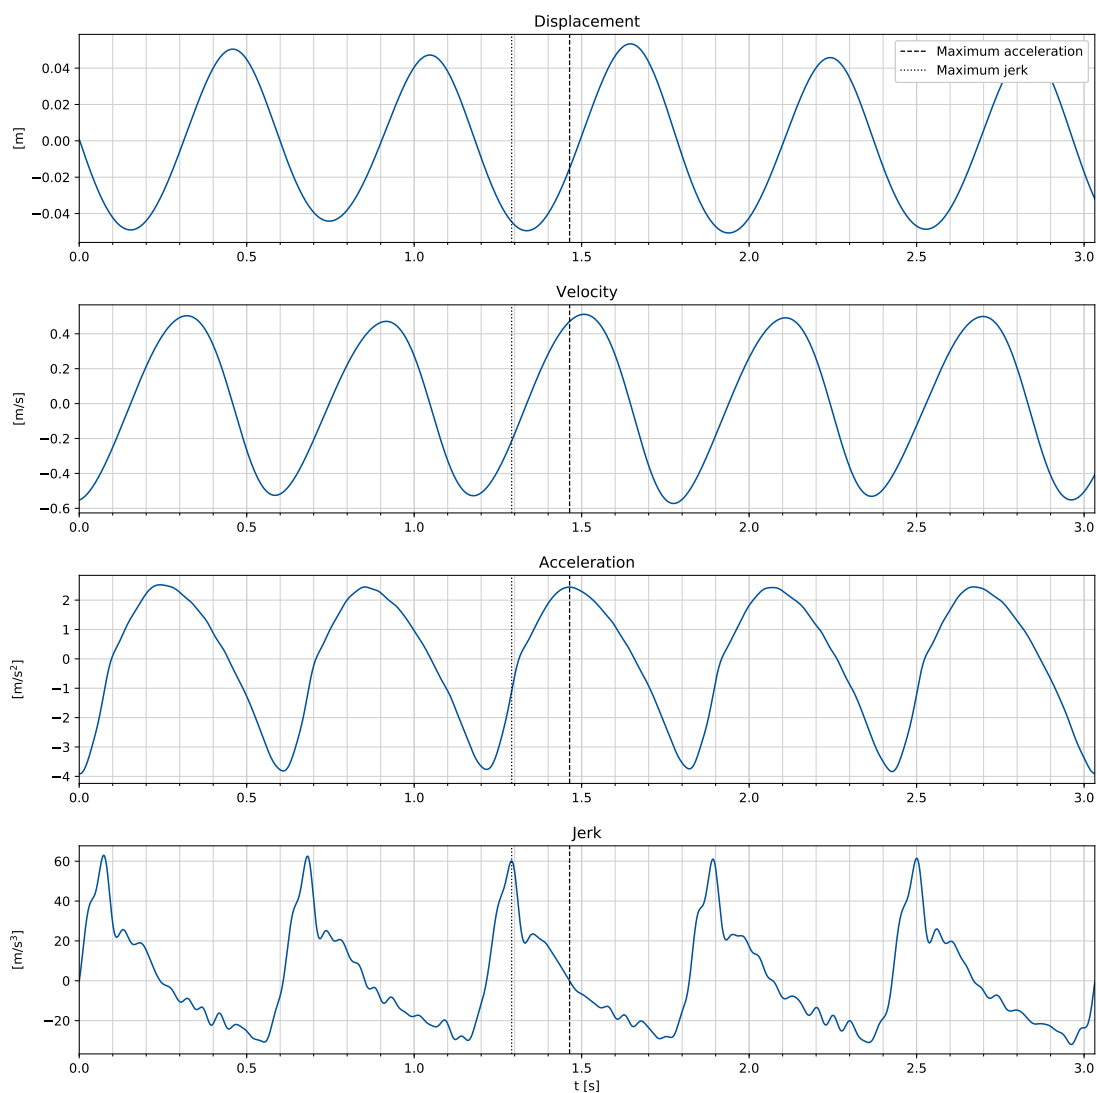 Displacement
Maximum acceleration
Maximum jerk
0.04
0.02
0.00
−0.02
−0.04
[m]
0.0 0.5 1.0 1.5 2.0 2.5 3.0
Velocity
0.4
0.2
0.0
−0.2
−0.4
−0.6
[m/s]
0.0 0.5 1.0 1.5 2.0 2.5 3.0
Acceleration
2
1
0
−1
−2
−3
−4
[m/s²]
0.0 0.5 1.0 1.5 2.0 2.5 3.0
Jerk
60
40
20
0
−20
[m/s³]
0.0 0.5 1.0 1.5 2.0 2.5 3.0
t [s]